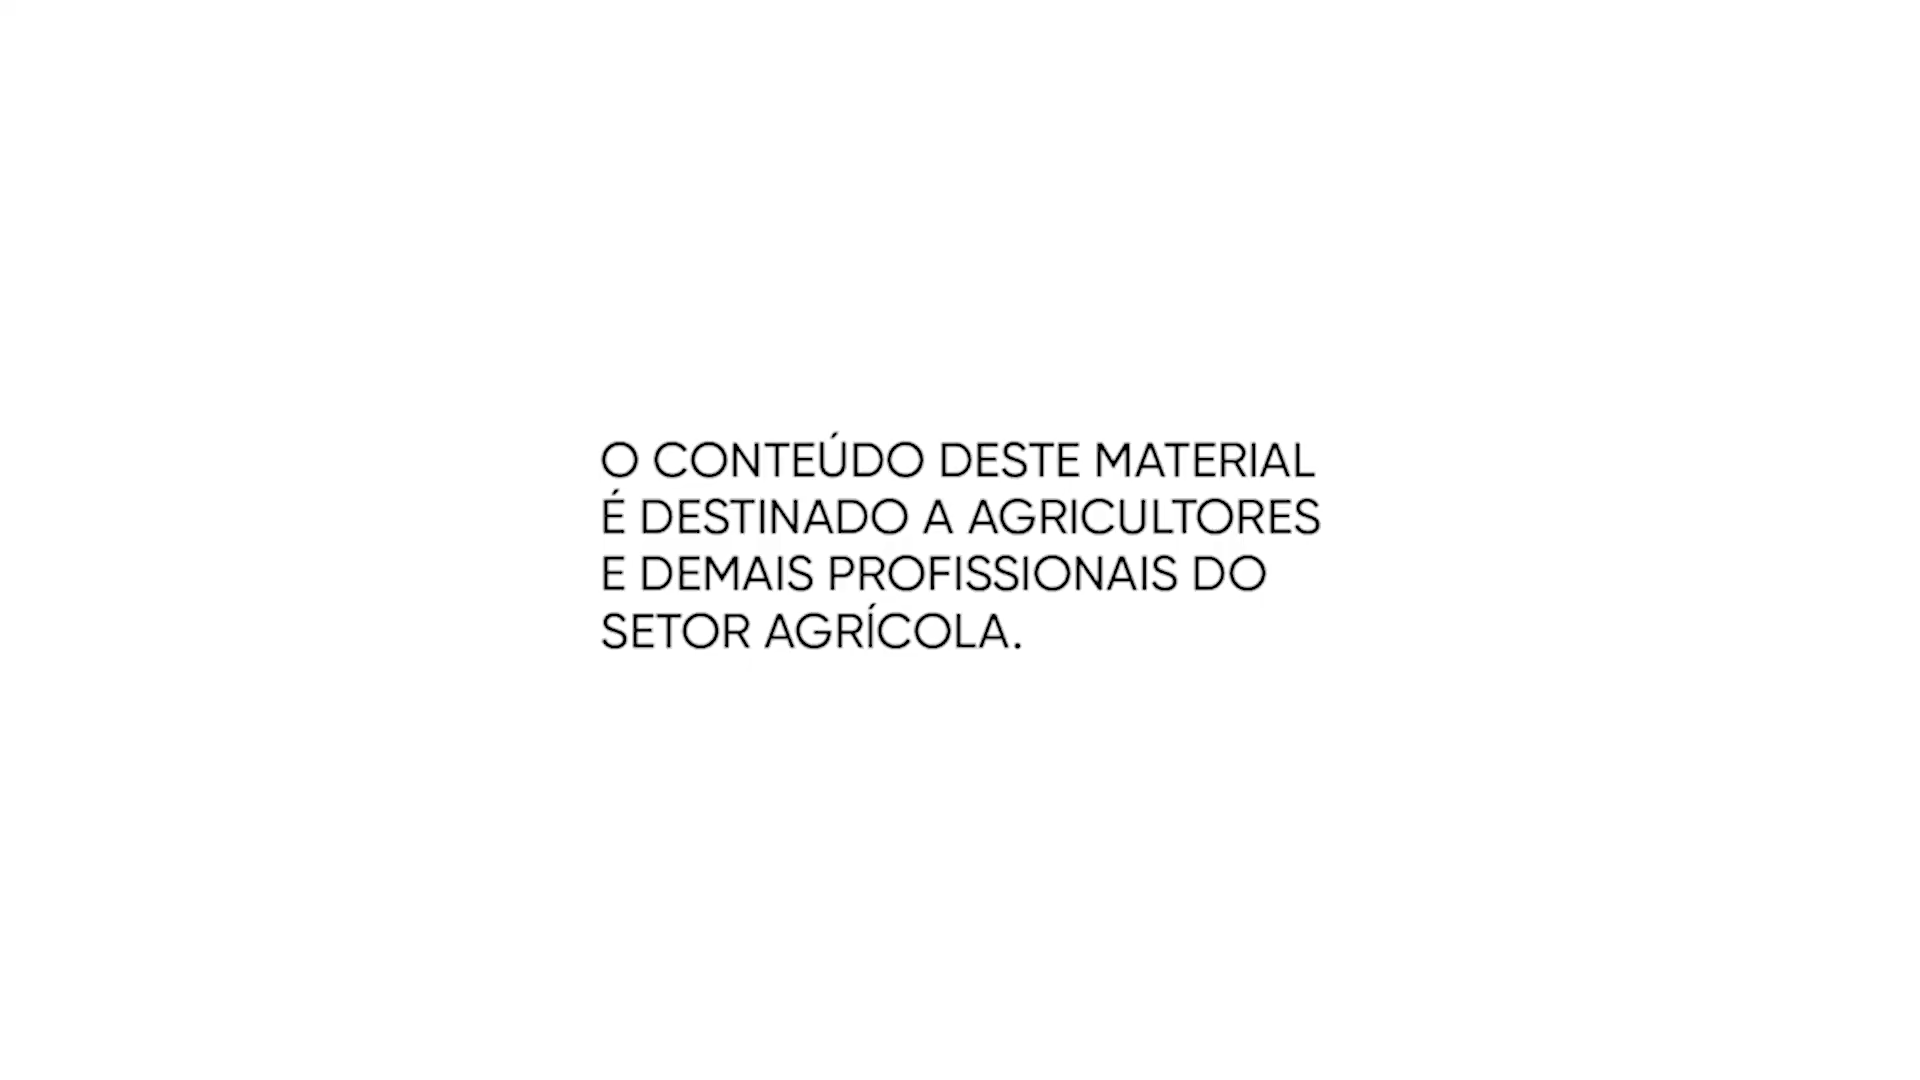 O CONTEÚDO DESTE MATERIAL
É DESTINADO A AGRICULTORES
E DEMAIS PROFISSIONAIS DO
SETOR AGRÍCOLA.